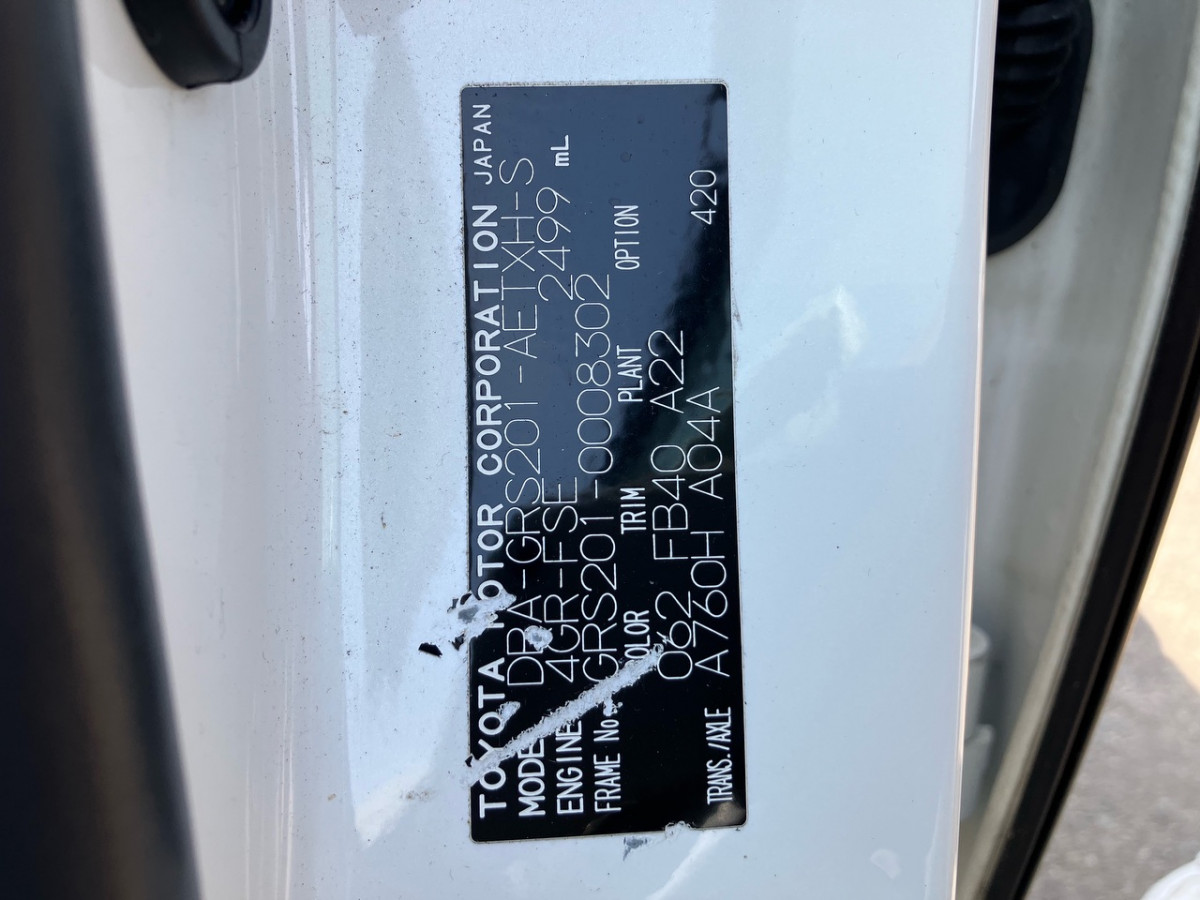 TOYOTA MOTOR CORPORATION JAPAN
MODEL DBA-GRS201-AETXH-S
ENGINE 4GR-FSE 2499 mL
FRAME No. GRS201-0008302
COLOR TRIM PLANT OPTION
062 FB40 A22
TRANS./AXLE A760H A04A 420